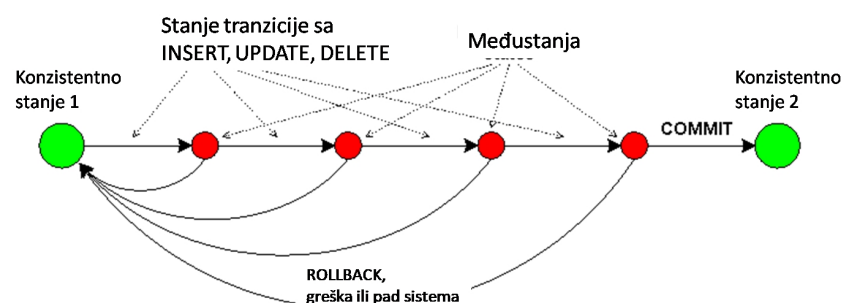 Stanje tranzicije sa
INSERT, UPDATE, DELETE
Međustanja
Konzistentno
stanje 1
Konzistentno
stanje 2
COMMIT
ROLLBACK,
greška ili pad sistema